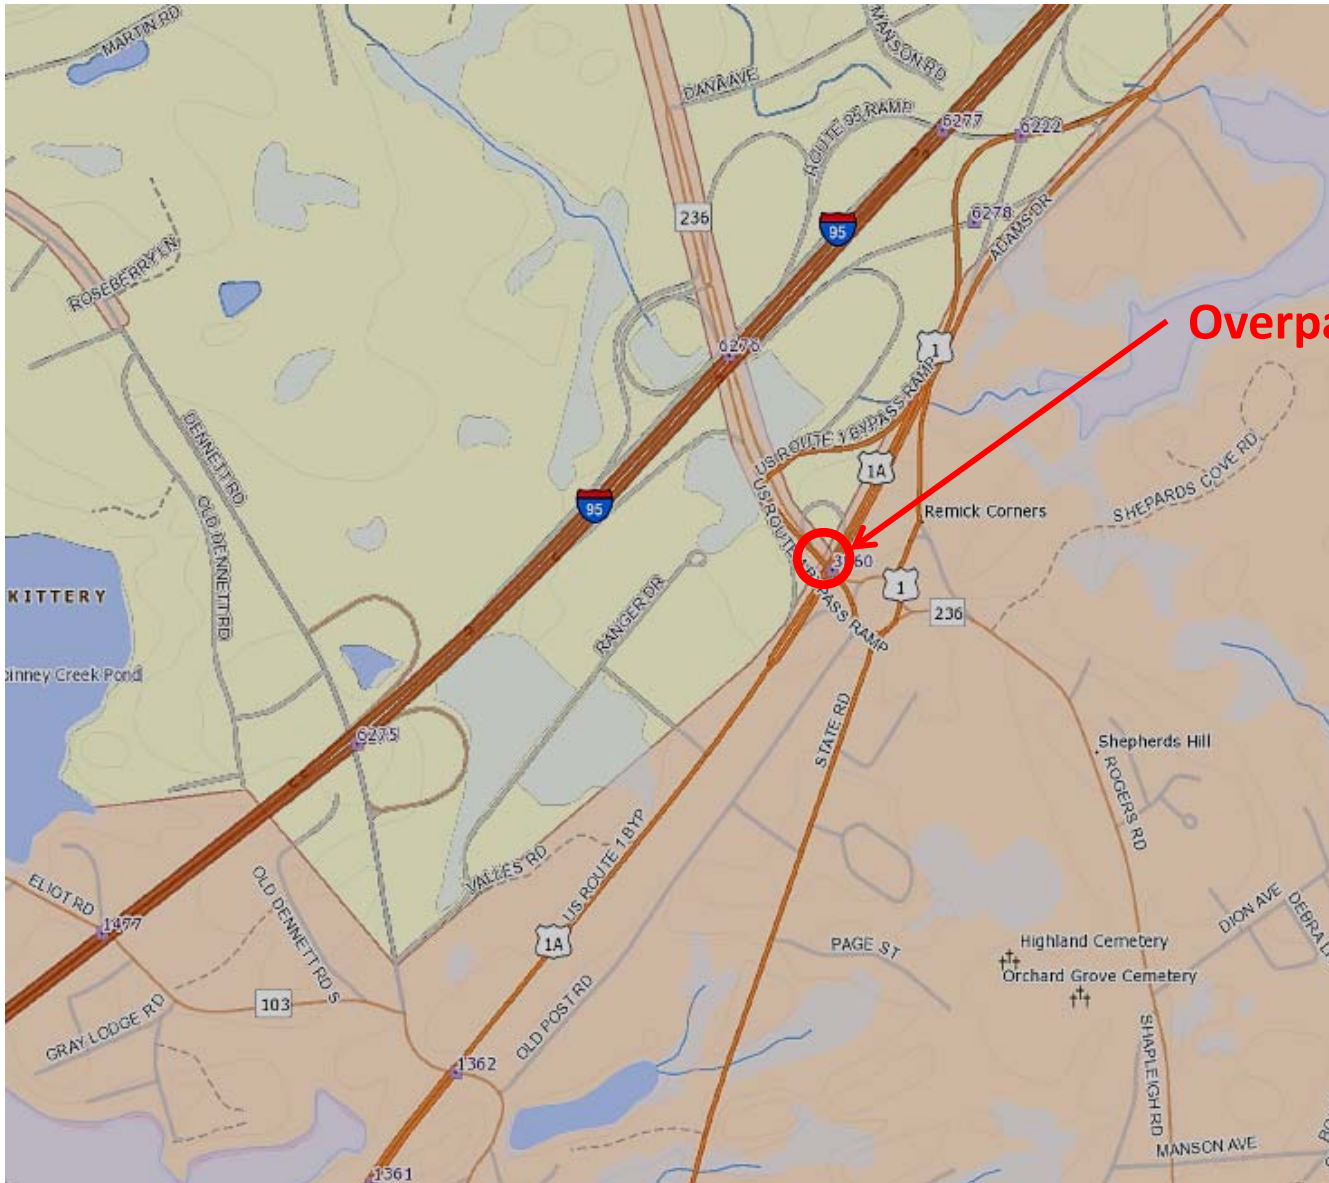 MARTIN RD
MANSON RD
DANA AVE
ROUTE 95 RAMP
6277
6222
236
95
6278
ADAMS DR
ROSEBERRY LN
Overpa
6276
1
US ROUTE 1 BYPASS RAMP
DENNETT RD
1A
SHEPARDS COVE RD
OLD DENNETT RD
95
Remick Corners
US ROUTE 1 BYPASS RAMP
KITTERY
RANGER DR
1
236
pinney Creek Pond
STATE RD
6275
Shepherds Hill
ROGERS RD
US ROUTE 1 BYP
VALLES RD
ELIOT RD
OLD DENNETT RD S
DION AVE
DEBRA L
1477
1A
PAGE ST
Highland Cemetery
Orchard Grove Cemetery
103
GRAY LODGE RD
OLD POST RD
SHAPLEIGH RD
1362
MANSON AVE
1361